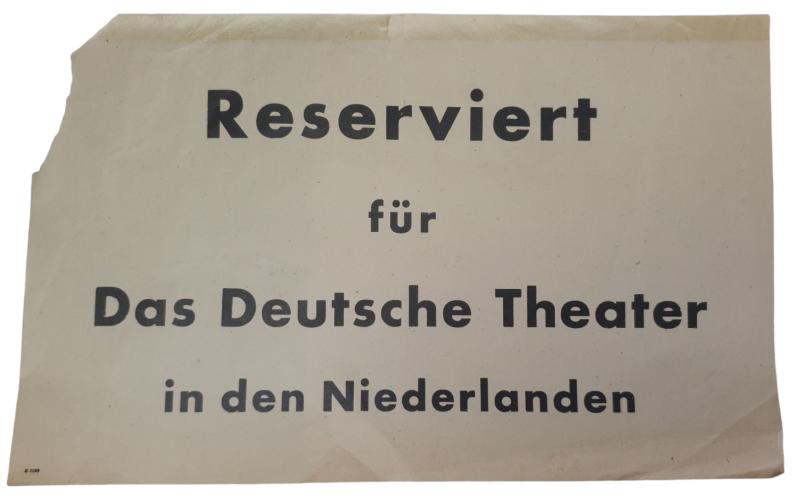 Reserviert
für
Das Deutsche Theater
in den Niederlanden